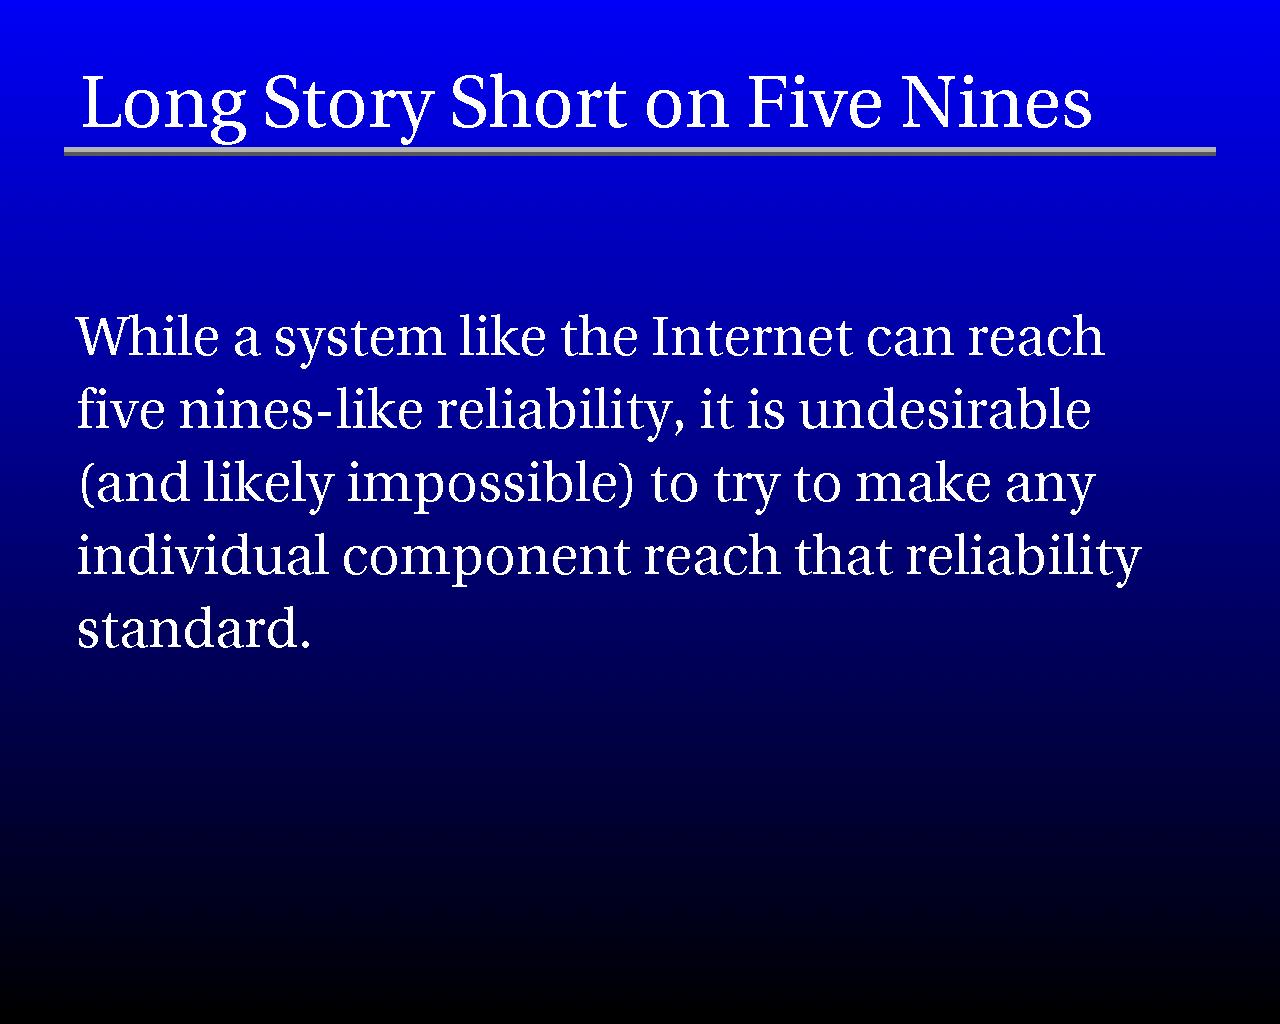 Long Story Short on Five Nines
While a system like the Internet can reach
five nines-like reliability, it is undesirable
(and likely impossible) to try to make any
individual component reach that reliability
standard.